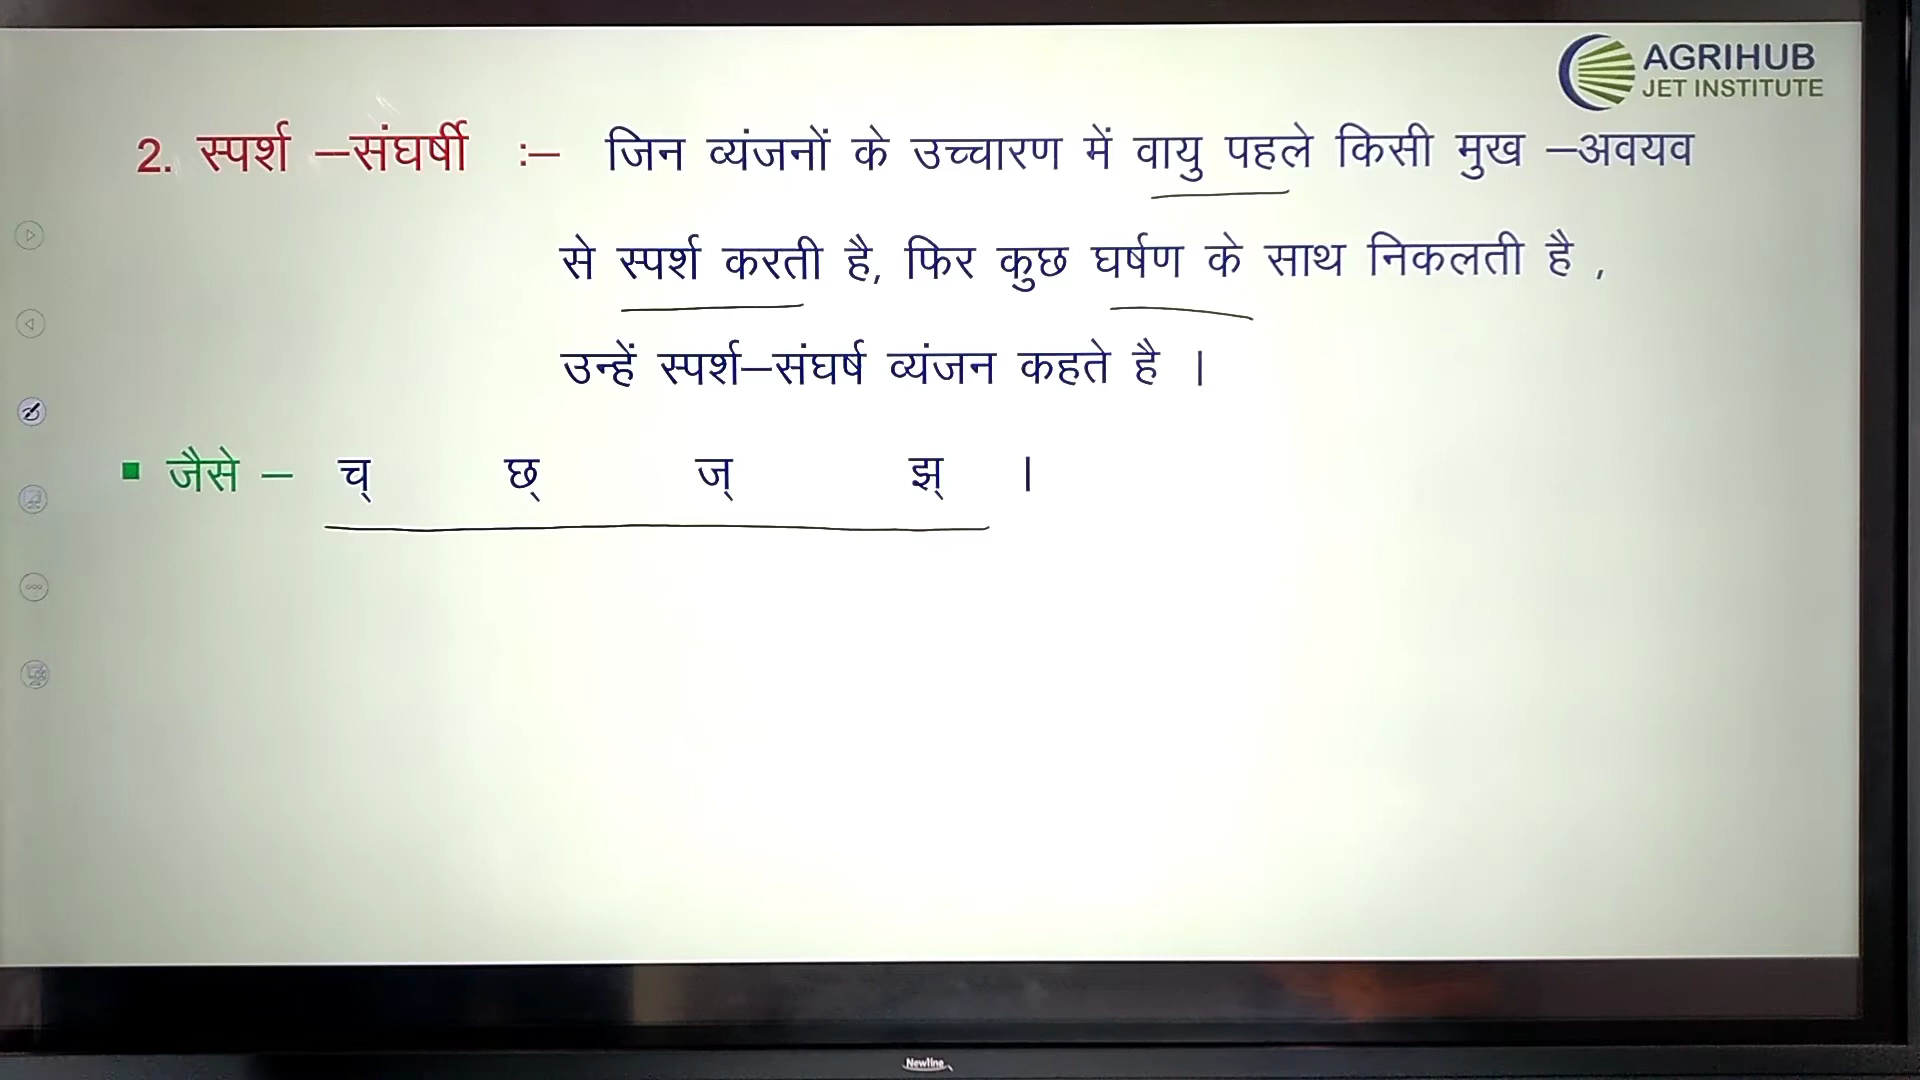 AGRIHUB
JET INSTITUTE
2. स्पर्श –संघर्षी :– जिन व्यंजनों के उच्चारण में वायु पहले किसी मुख –अवयव
से स्पर्श करती है, फिर कुछ घर्षण के साथ निकलती है ,
उन्हें स्पर्श–संघर्ष व्यंजन कहते है ।
▪ जैसे – च् छ् ज् झ् ।
Newline